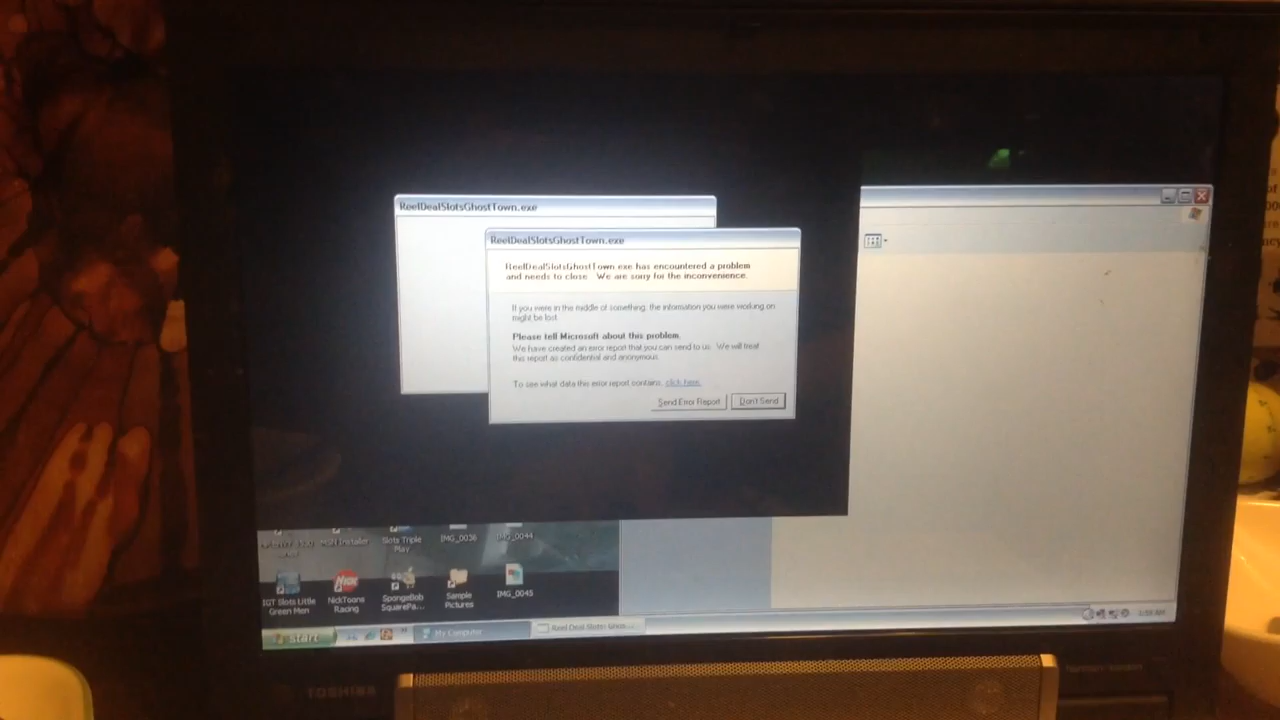 ReelDealSlotsGhostTown.exe
ReelDealSlotsGhostTown.exe
ReelDealSlotsGhostTown.exe has encountered a problem
and needs to close. We are sorry for the inconvenience.
If you were in the middle of something, the information you were working on
might be lost.
Please tell Microsoft about this problem.
We have created an error report that you can send to us. We will treat
this report as confidential and anonymous.
To see what data this error report contains, click here.
Send Error Report
Don't Send
MSN Installer
Slots Triple
May
IMG_0036
IMG_0044
IGT Slots Little
Green Men
NickToons
Racing
SpongeBob
SquarePa...
Sample
Pictures
IMG_0045
start
My Computer
Reel Deal Slots Ghos...
TOSHIBA
harman/kardon